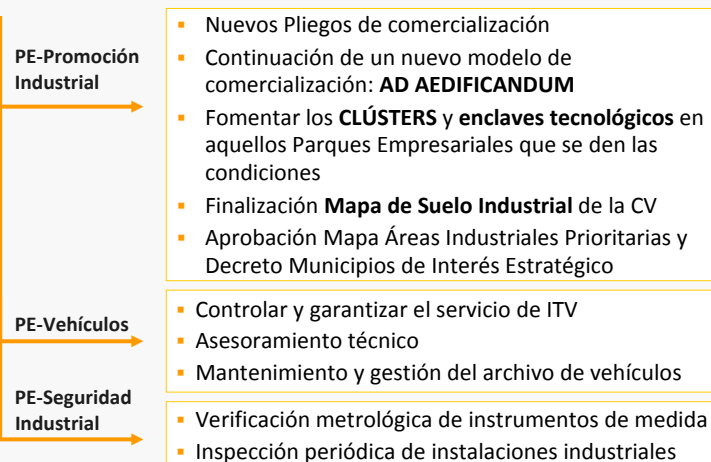 PE-Promoción
Industrial
Nuevos Pliegos de comercialización
Continuación de un nuevo modelo de
comercialización: AD AEDIFICANDUM
Fomentar los CLÚSTERS y enclaves tecnológicos en
aquellos Parques Empresariales que se den las
condiciones
Finalización Mapa de Suelo Industrial de la CV
Aprobación Mapa Áreas Industriales Prioritarias y
Decreto Municipios de Interés Estratégico
PE-Vehículos
Controlar y garantizar el servicio de ITV
Asesoramiento técnico
Mantenimiento y gestión del archivo de vehículos
PE-Seguridad
Industrial
Verificación metrológica de instrumentos de medida
Inspección periódica de instalaciones industriales